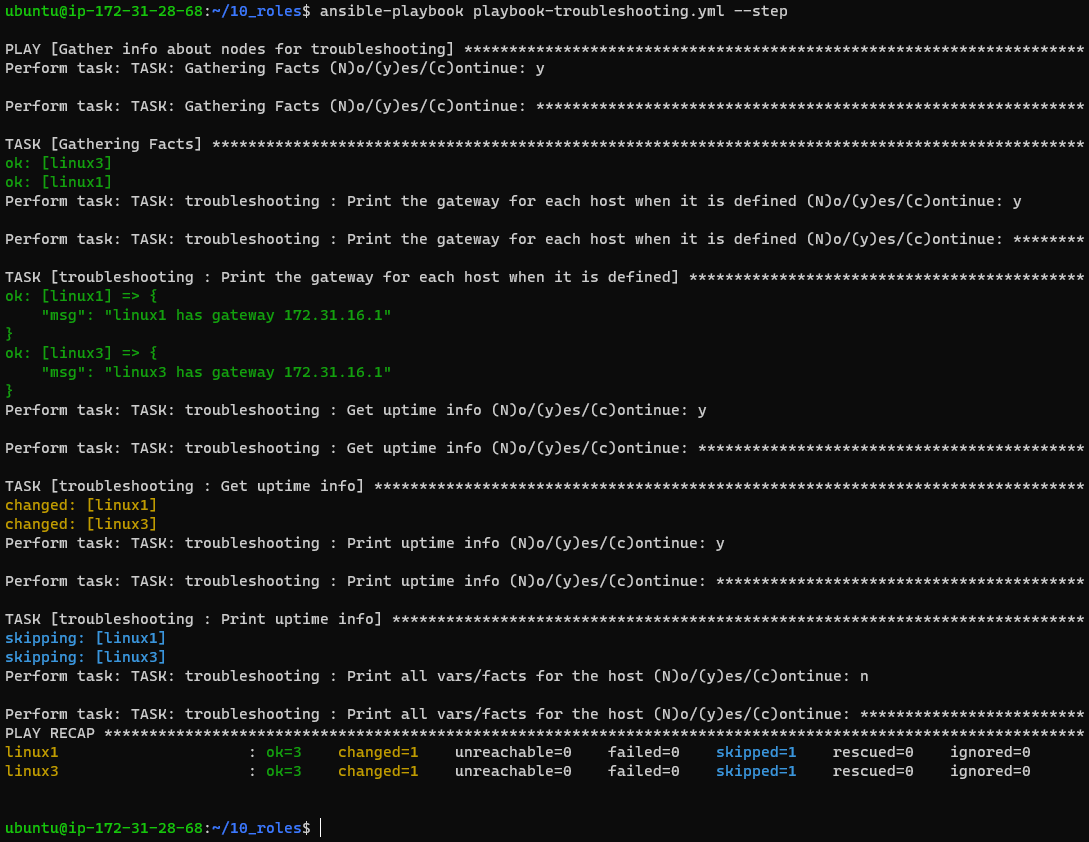 ubuntu@ip-172-31-28-68:~/10_roles$ ansible-playbook playbook-troubleshooting.yml --step
PLAY [Gather info about nodes for troubleshooting] *********************************************************************
Perform task: TASK: Gathering Facts (N)o/(y)es/(c)ontinue: y
Perform task: TASK: Gathering Facts (N)o/(y)es/(c)ontinue: *************************************************************
TASK [Gathering Facts] *************************************************************************************************
ok: [linux3]
ok: [linux1]
Perform task: TASK: troubleshooting : Print the gateway for each host when it is defined (N)o/(y)es/(c)ontinue: y
Perform task: TASK: troubleshooting : Print the gateway for each host when it is defined (N)o/(y)es/(c)ontinue: ********
TASK [troubleshooting : Print the gateway for each host when it is defined] ********************************************
ok: [linux1] => {
    "msg": "linux1 has gateway 172.31.16.1"
}
ok: [linux3] => {
    "msg": "linux3 has gateway 172.31.16.1"
}
Perform task: TASK: troubleshooting : Get uptime info (N)o/(y)es/(c)ontinue: y
Perform task: TASK: troubleshooting : Get uptime info (N)o/(y)es/(c)ontinue: *******************************************
TASK [troubleshooting : Get uptime info] *******************************************************************************
changed: [linux1]
changed: [linux3]
Perform task: TASK: troubleshooting : Print uptime info (N)o/(y)es/(c)ontinue: y
Perform task: TASK: troubleshooting : Print uptime info (N)o/(y)es/(c)ontinue: *****************************************
TASK [troubleshooting : Print uptime info] *****************************************************************************
skipping: [linux1]
skipping: [linux3]
Perform task: TASK: troubleshooting : Print all vars/facts for the host (N)o/(y)es/(c)ontinue: n
Perform task: TASK: troubleshooting : Print all vars/facts for the host (N)o/(y)es/(c)ontinue: *************************
PLAY RECAP *************************************************************************************************************
linux1                     : ok=3    changed=1    unreachable=0    failed=0    skipped=1    rescued=0    ignored=0
linux3                     : ok=3    changed=1    unreachable=0    failed=0    skipped=1    rescued=0    ignored=0
ubuntu@ip-172-31-28-68:~/10_roles$